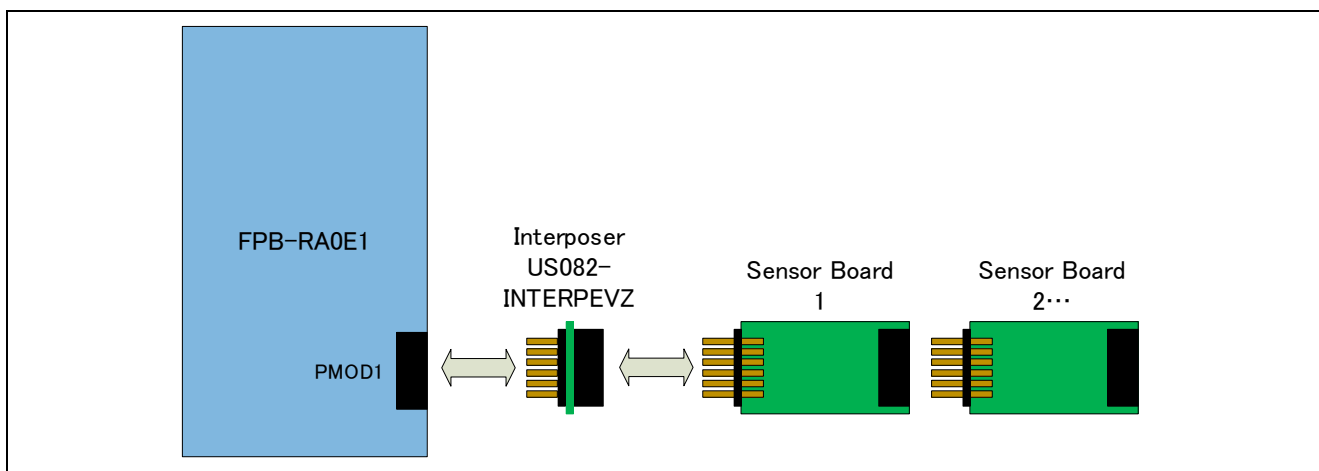 FPB-RA0E1
PMOD1
Interposer
US082-
INTERPEVZ
Sensor Board
1
Sensor Board
2…